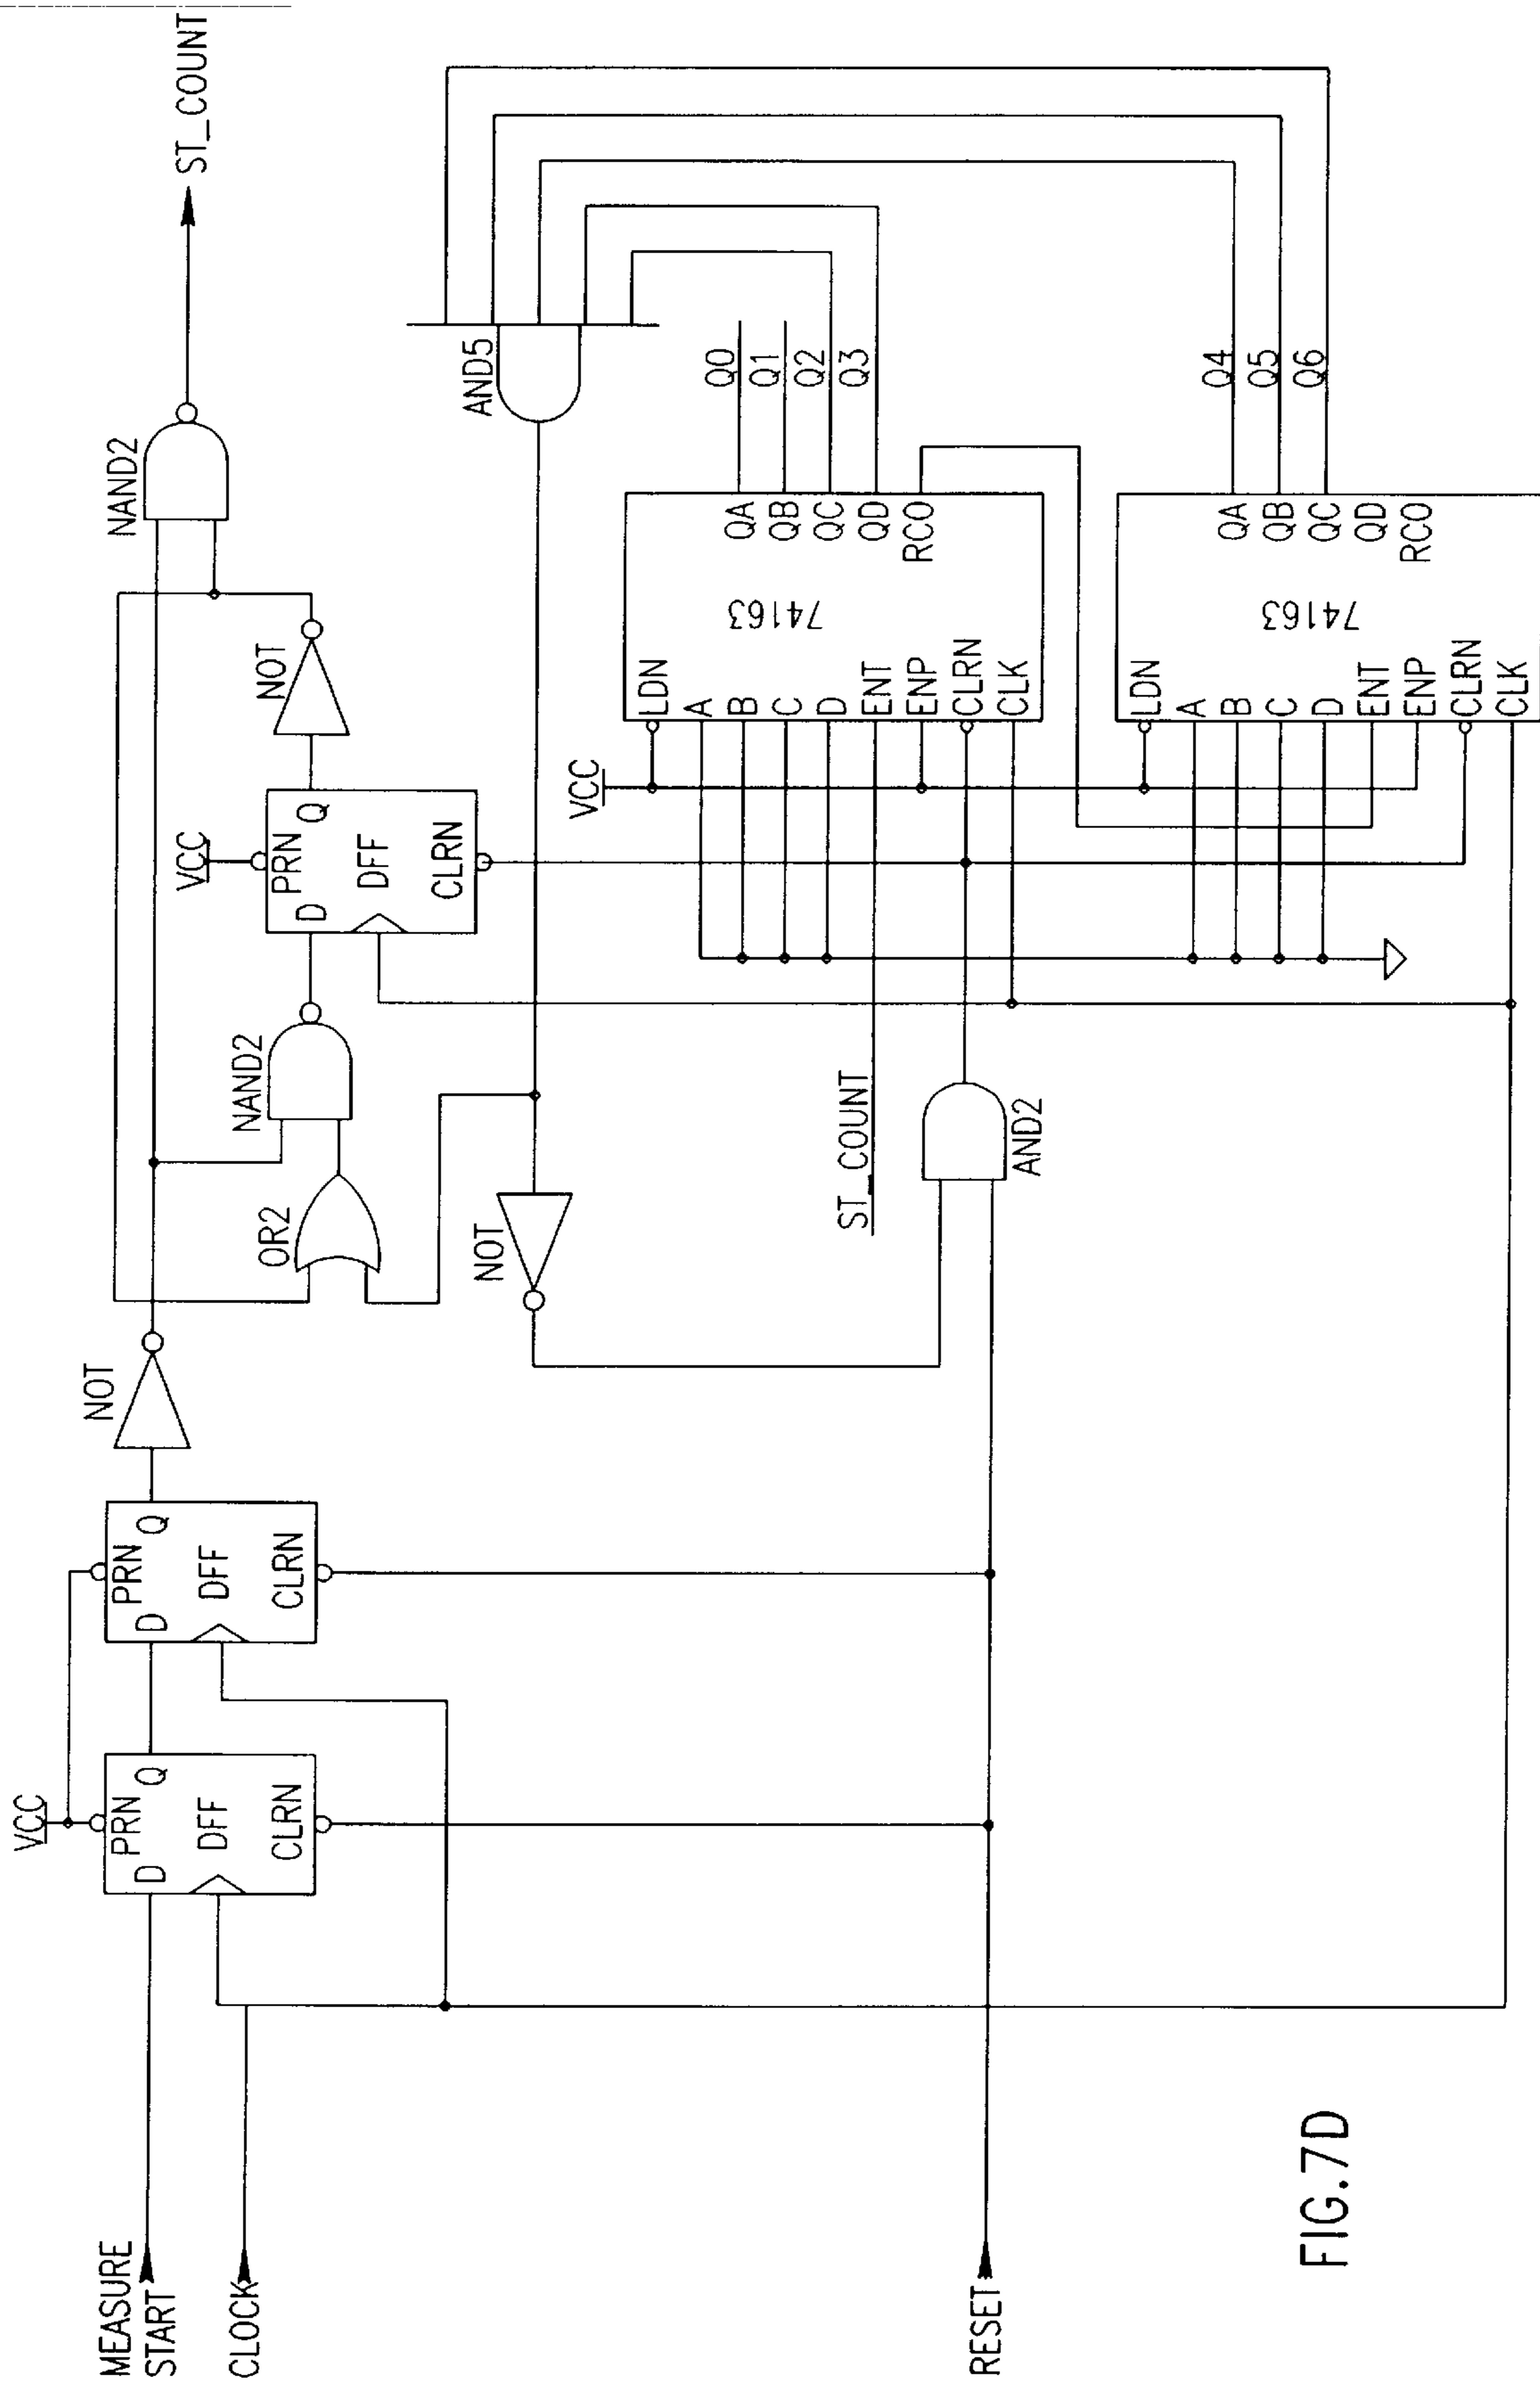 MEASURE
START
CLOCK
RESET
VCC
PRN
D
Q
DFF
CLRN
PRN
D
Q
DFF
CLRN
NOT
OR2
NAND2
VCC
PRN
D
Q
DFF
CLRN
NOT
NAND2
ST_COUNT
NOT
AND5
ST_COUNT
AND2
VCC
LDN
A
B
C
D
ENT
ENP
CLRN
CLK
74163
QA
QB
QC
QD
RCO
Q0
Q1
Q2
Q3
LDN
A
B
C
D
ENT
ENP
CLRN
CLK
74163
QA
QB
QC
QD
RCO
Q4
Q5
Q6
FIG.7D